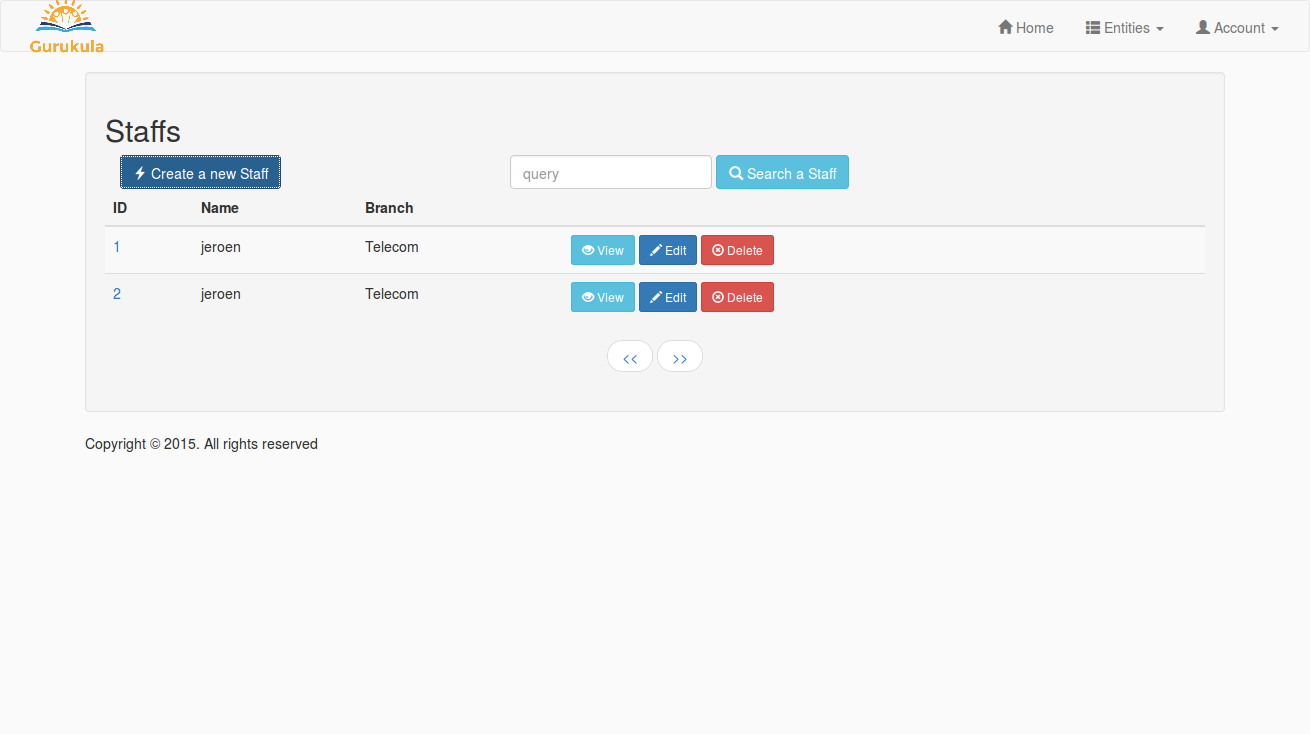 Gurukula
Home Entities Account
Staffs
Create a new Staff query Search a Staff
ID Name Branch
1 jeroen Telecom View Edit Delete
2 jeroen Telecom View Edit Delete
<< >>
Copyright © 2015. All rights reserved